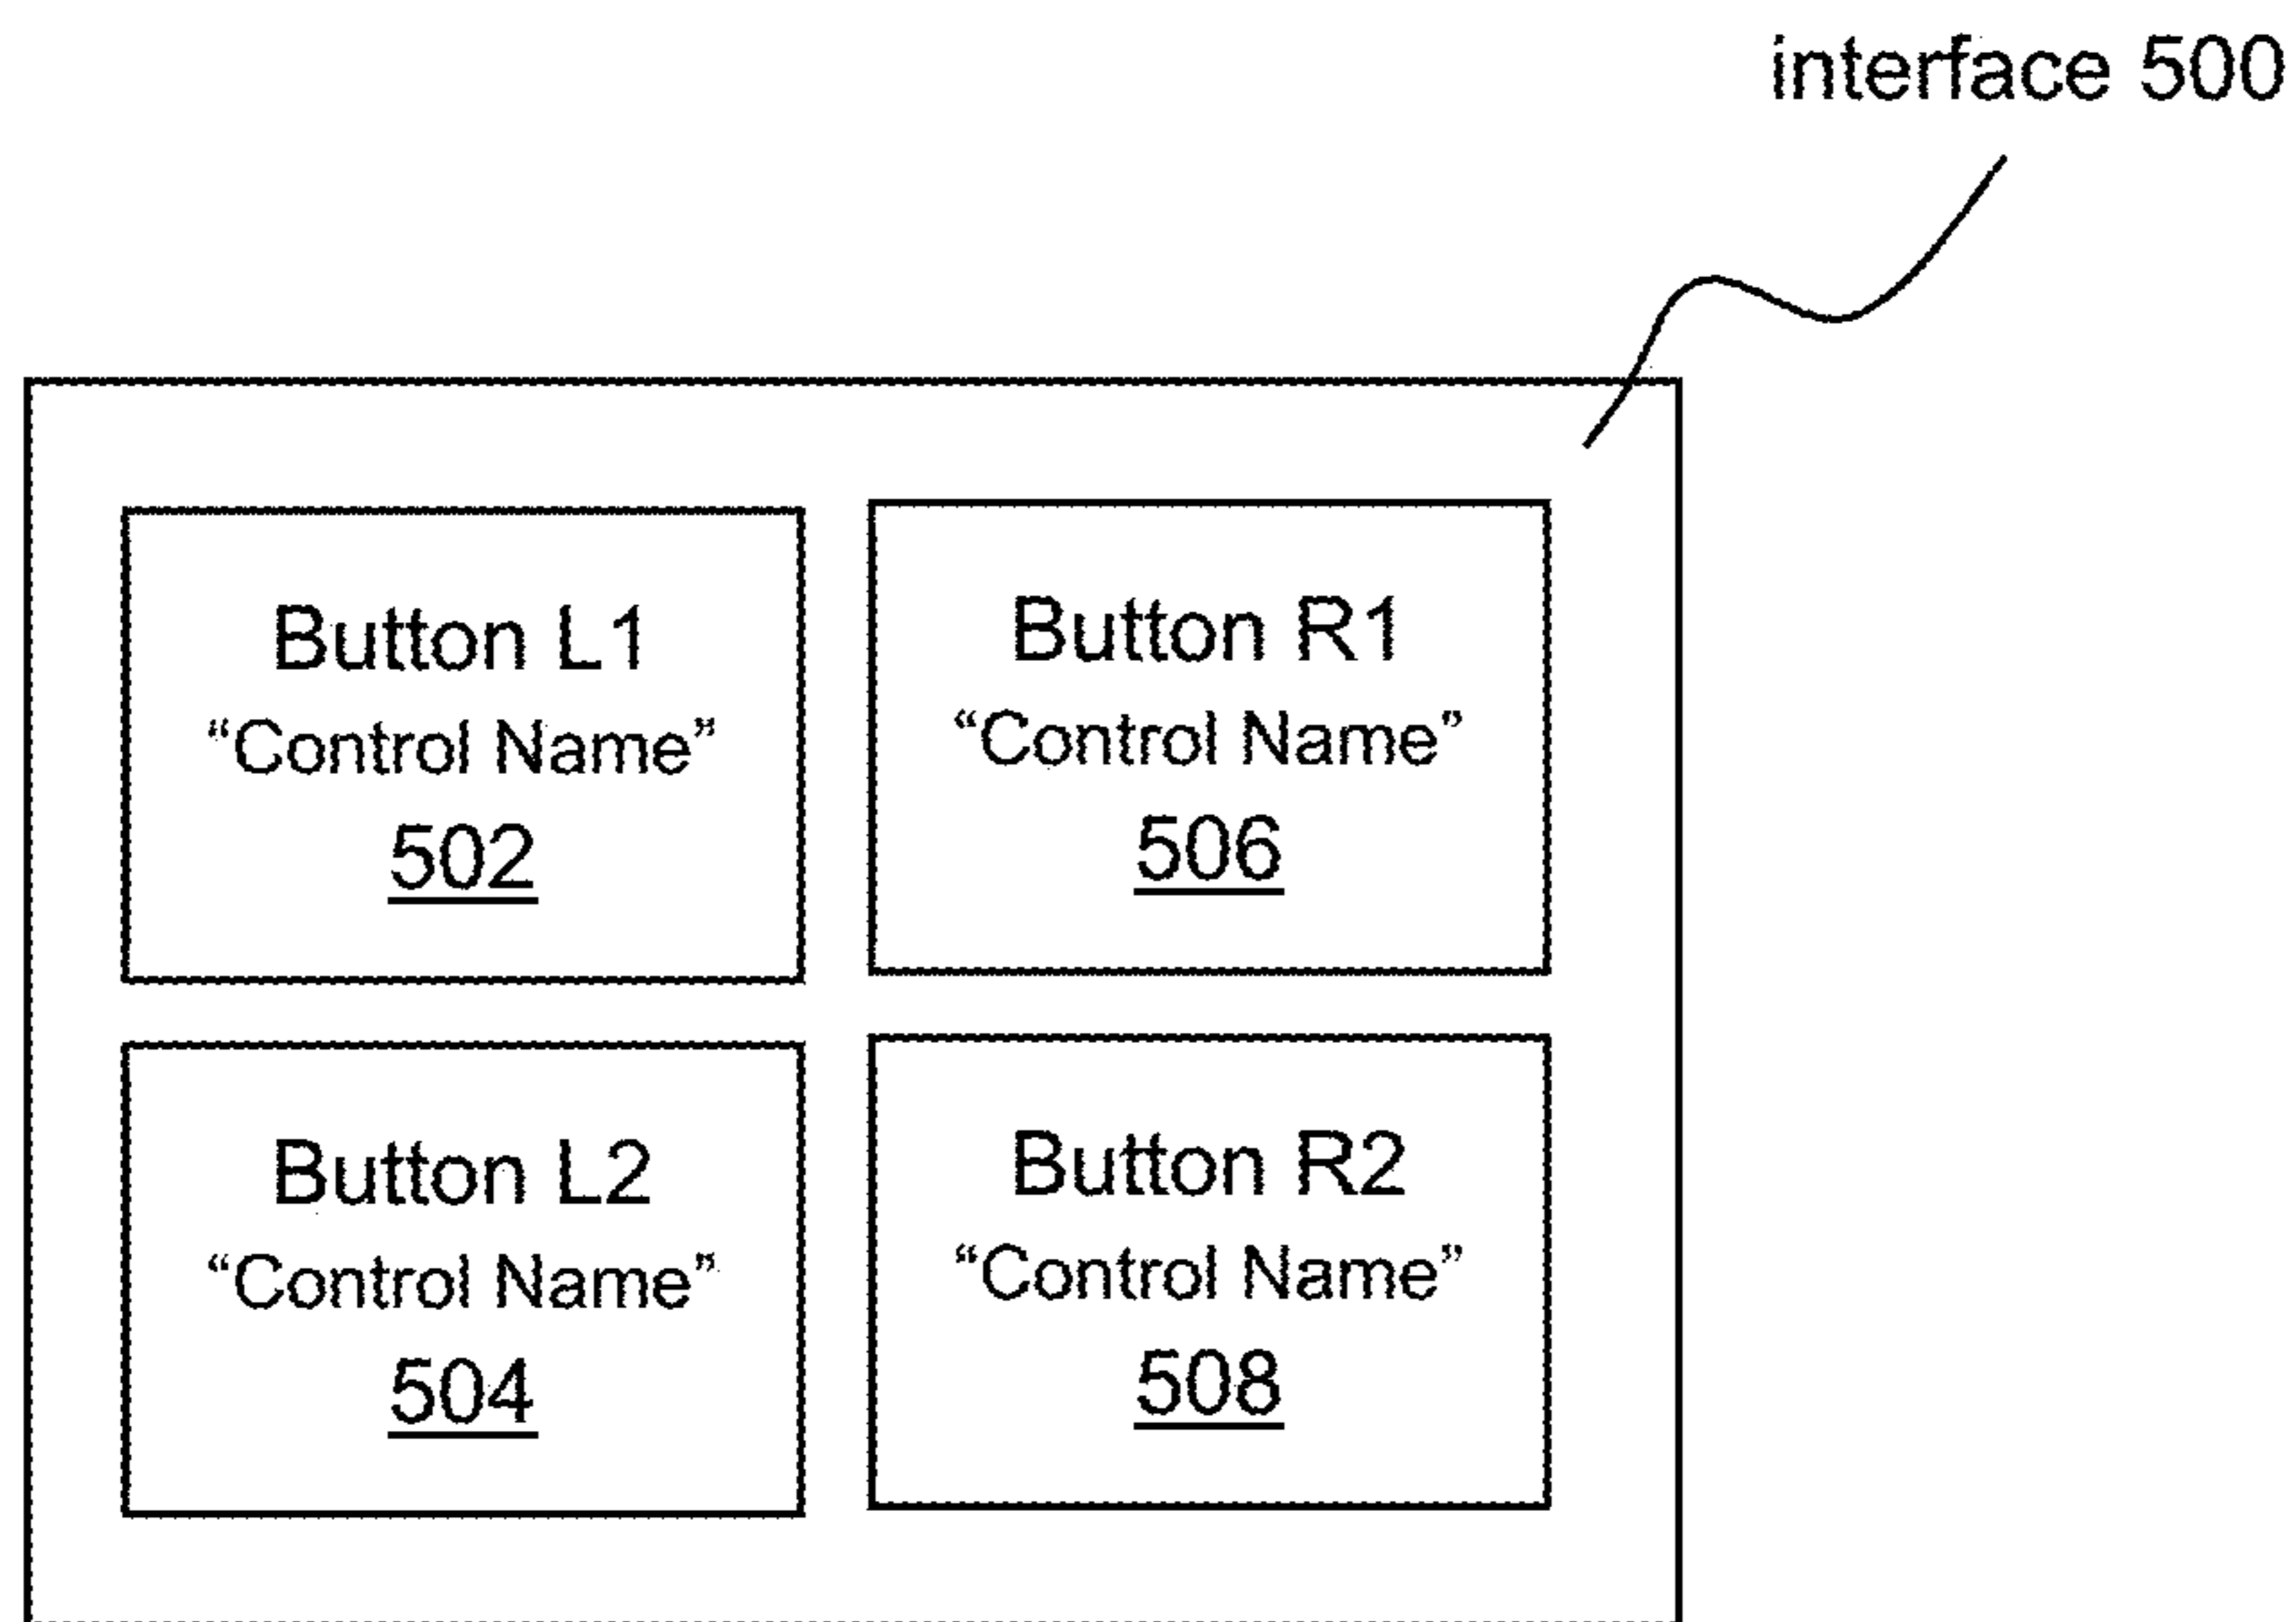 interface 500
Button L1
“Control Name”
502
Button R1
“Control Name”
506
Button L2
“Control Name”
504
Button R2
“Control Name”
508